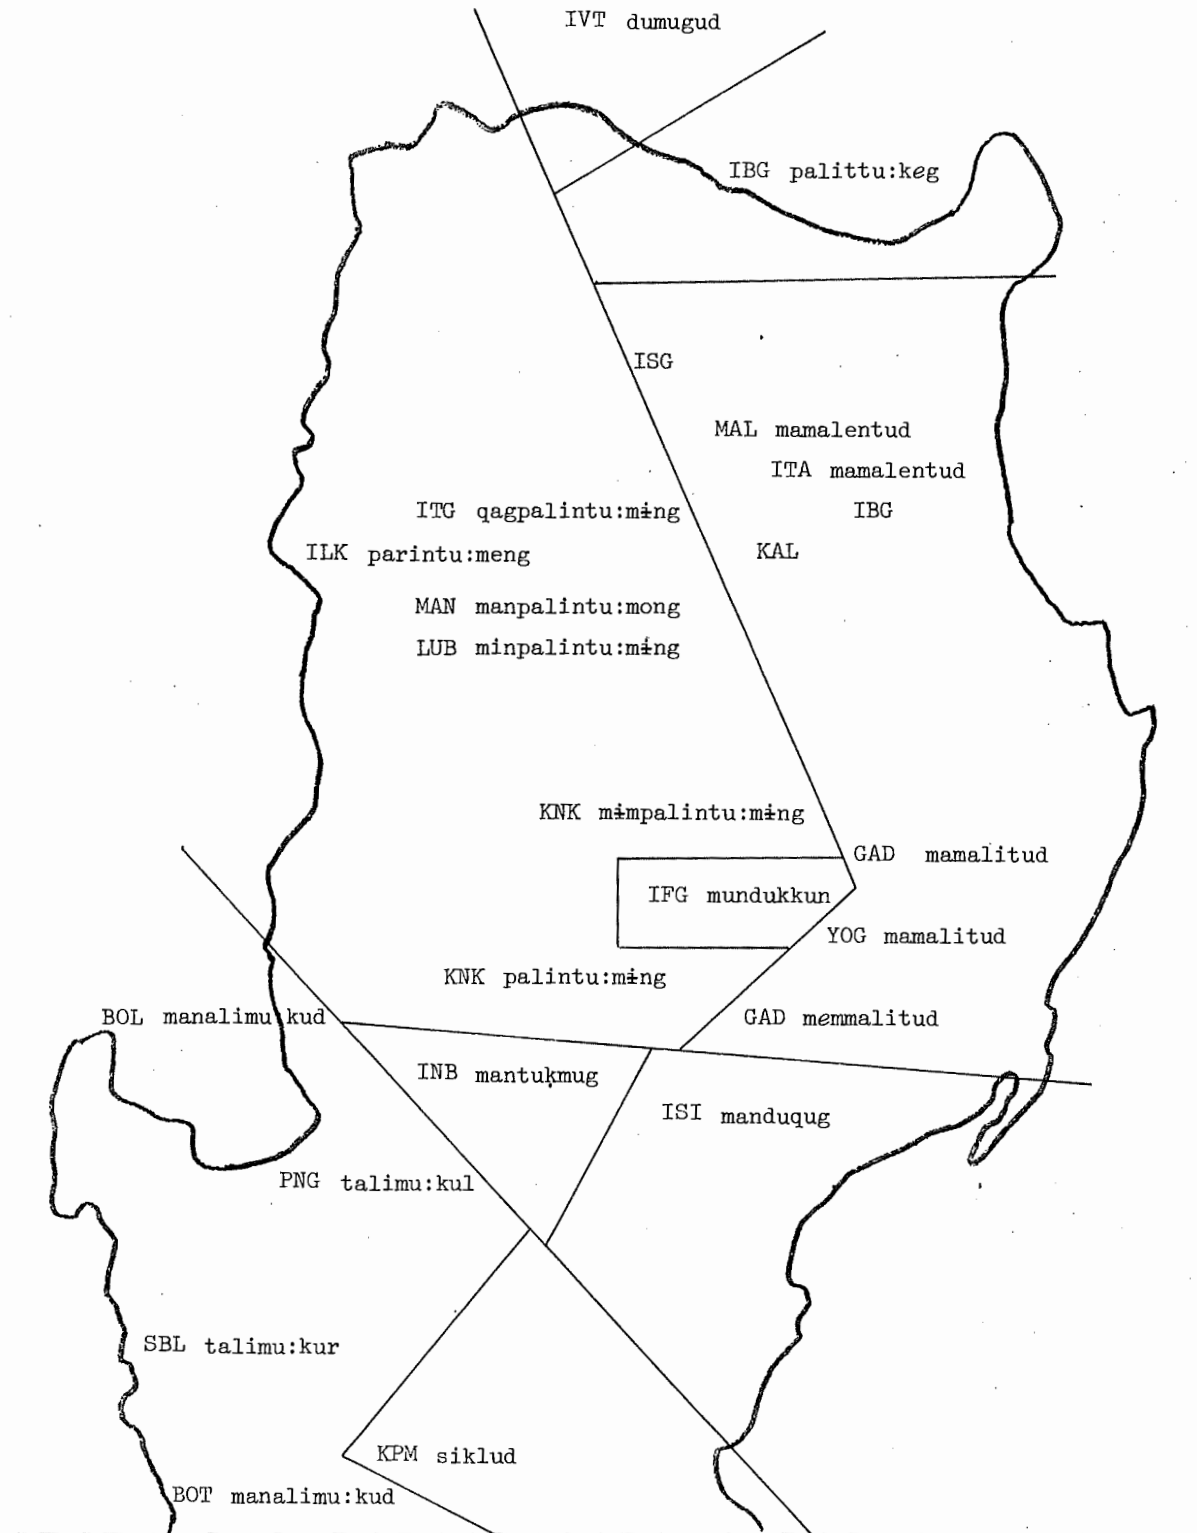 IVT dumugud
IBG palittu:keg
ISG
MAL mamalentud
ITA mamalentud
ITG qagpalintu:mɨng
IBG
ILK parintu:meng
KAL
MAN manpalintu:mong
LUB minpalintu:mɨng
KNK mɨmpalintu:mɨng
GAD mamalitud
IFG mundukkun
YOG mamalitud
KNK palintu:mɨng
BOL manalimu:kud
GAD memmalitud
INB mantuḳmug
ISI manduqug
PNG talimu:kul
SBL talimu:kur
KPM siklud
BOT manalimu:kud